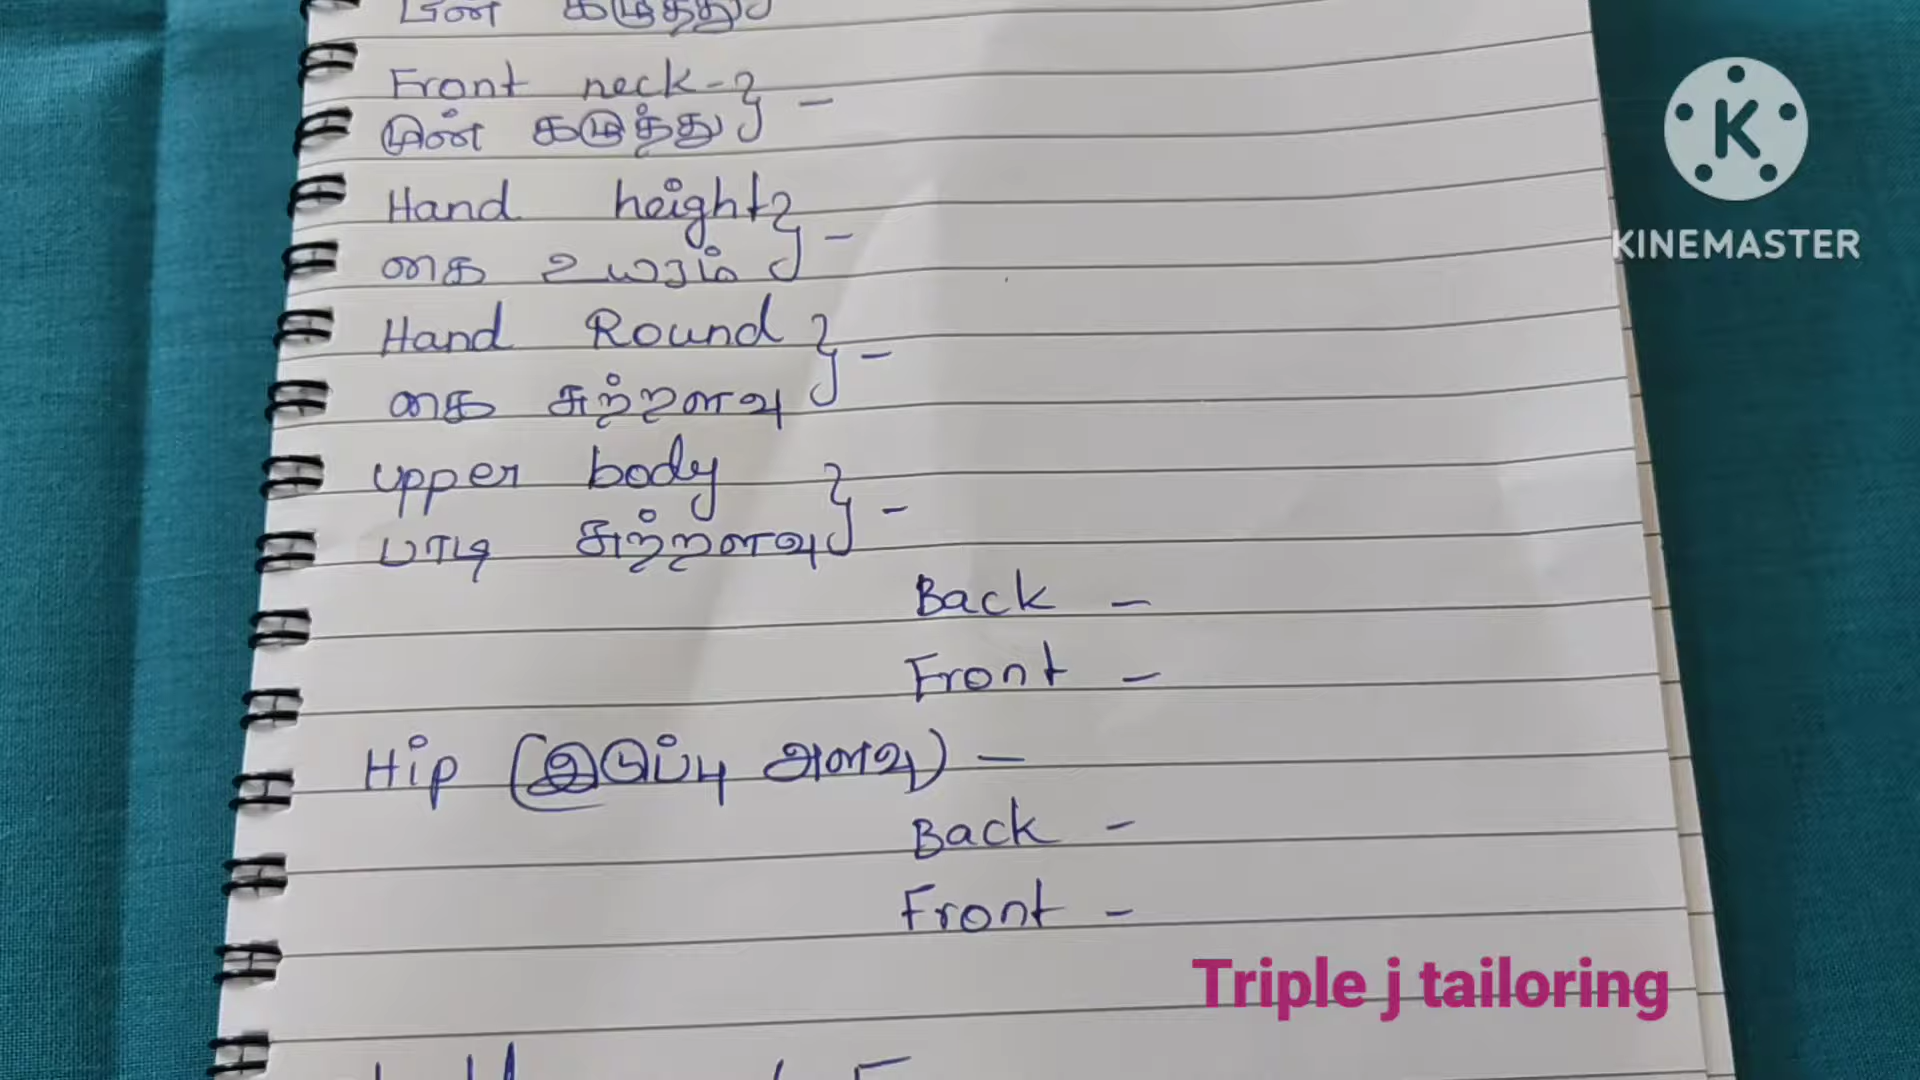 பின் கழுத்து
Front neck - }
முன் கழுத்து } -
Hand height }
கை உயரம் } -
Hand Round }
கை சுற்றளவு } -
upper body }
பாடி சுற்றளவு } -
Back -
Front -
Hip (இடுப்பு அளவு) -
Back -
Front -
K
KINEMASTER
Triple j tailoring